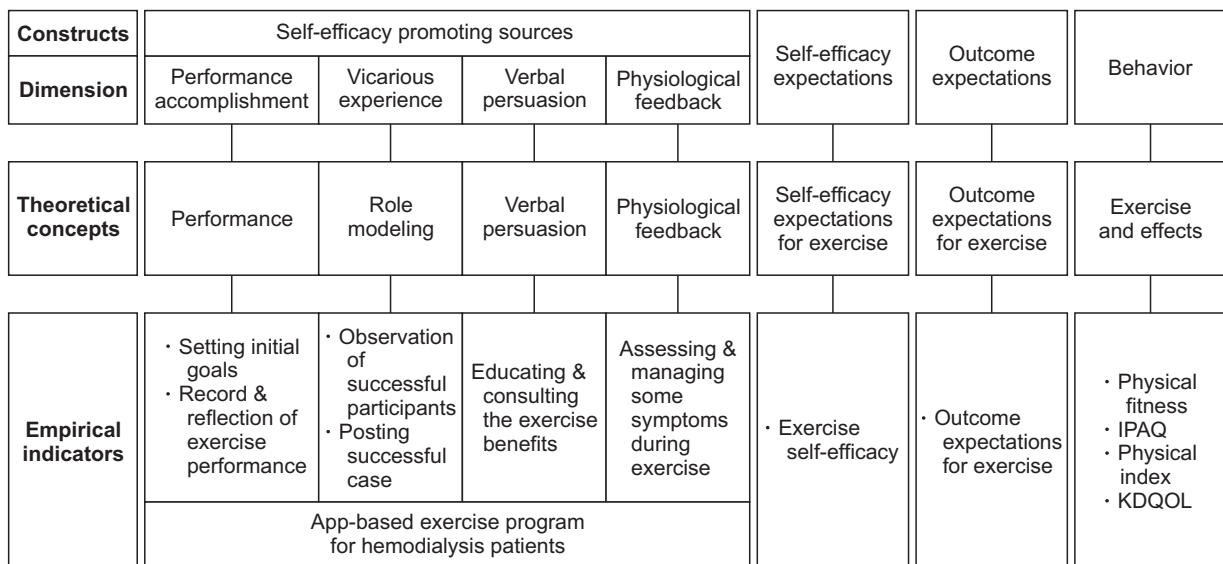 Constructs
Self-efficacy promoting sources
Self-efficacy
expectations
Outcome
expectations
Behavior
Dimension
Performance
accomplishment
Vicarious
experience
Verbal
persuasion
Physiological
feedback
Theoretical
concepts
Performance
Role
modeling
Verbal
persuasion
Physiological
feedback
Self-efficacy
expectations
for exercise
Outcome
expectations
for exercise
Exercise
and effects
Empirical
indicators
· Setting initial
goals
· Record &
reflection of
exercise
performance
· Observation
of
successful
participants
· Posting
successful
case
Educating &
consulting
the exercise
benefits
Assessing &
managing
some
symptoms
during
exercise
· Exercise
self-efficacy
· Outcome
expectations
for exercise
· Physical
fitness
· IPAQ
· Physical
index
· KDQOL
App-based exercise program
for hemodialysis patients